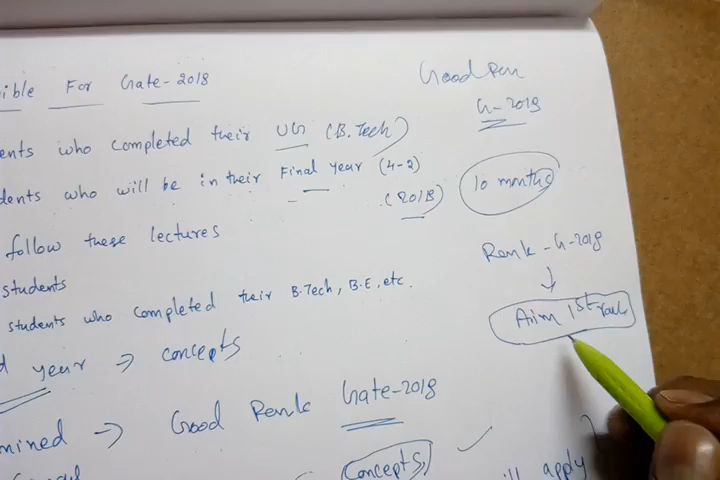 ible For Gate-2018
Good Ran
G-2018
ents who completed their UG (B.Tech)
dents who will be in their Final year (4-2)
(2018)
10 months
follow these lectures
students
students who completed their B.Tech, B.E, etc.
Rank - G-2018
Aim 1st rank
d year → concepts
mined → Good Rank Gate-2018
Concepts
ill apply